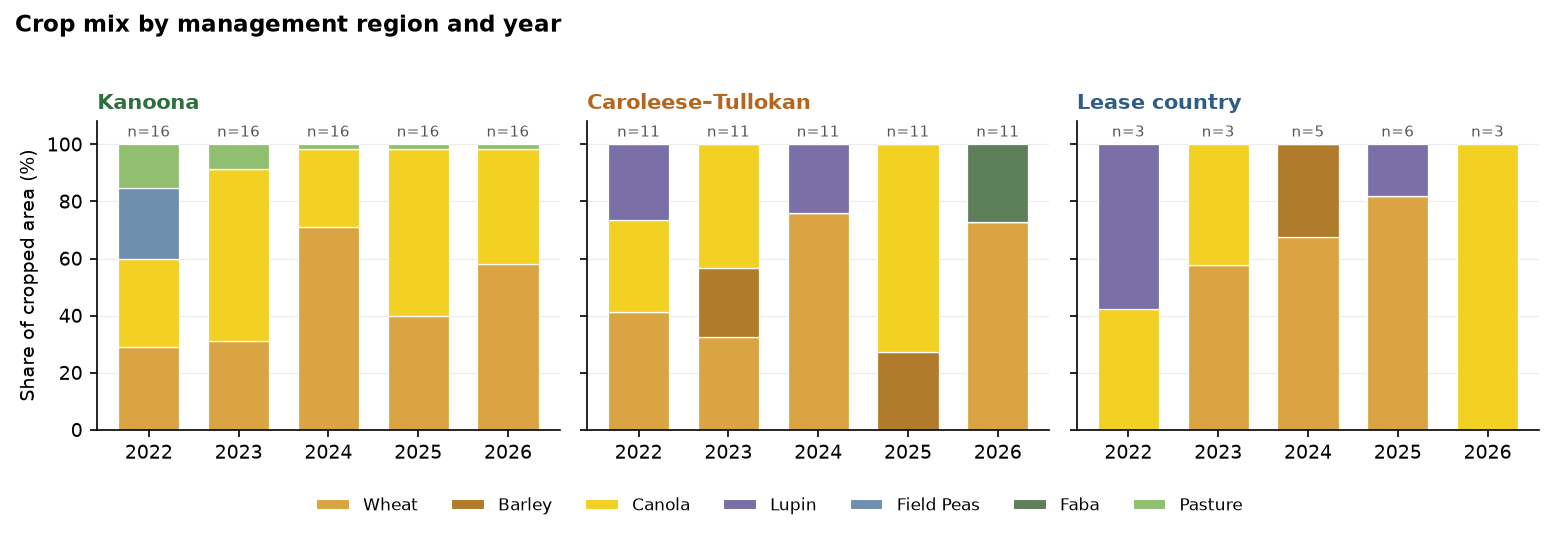 Crop mix by management region and year
Kanoona
Caroleese–Tullokan
Lease country
n=16 n=16 n=16 n=16 n=16
n=11 n=11 n=11 n=11 n=11
n=3 n=3 n=5 n=6 n=3
Share of cropped area (%)
100
80
60
40
20
0
2022 2023 2024 2025 2026
2022 2023 2024 2025 2026
2022 2023 2024 2025 2026
Wheat Barley Canola Lupin Field Peas Faba Pasture